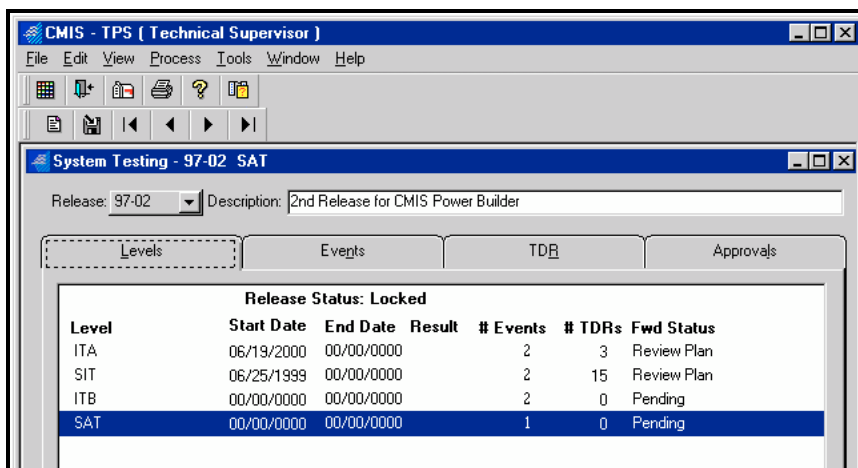 CMIS - TPS ( Technical Supervisor )
File Edit View Process Tools Window Help
System Testing - 97-02 SAT
Release: 97-02 Description: 2nd Release for CMIS Power Builder
Levels Events TDR Approvals
Release Status: Locked
Level Start Date End Date Result # Events # TDRs Fwd Status
ITA 06/19/2000 00/00/0000 2 3 Review Plan
SIT 06/25/1999 00/00/0000 2 15 Review Plan
ITB 00/00/0000 00/00/0000 2 0 Pending
SAT 00/00/0000 00/00/0000 1 0 Pending